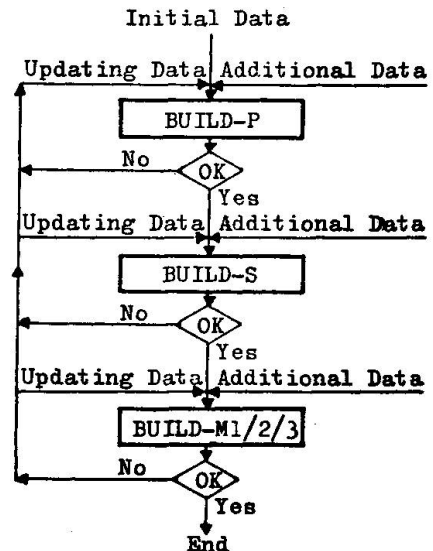 Initial Data
Updating Data Additional Data
BUILD-P
No
OK
Yes
Updating Data Additional Data
BUILD-S
No
OK
Yes
Updating Data Additional Data
BUILD-M1/2/3
No
OK
Yes
End